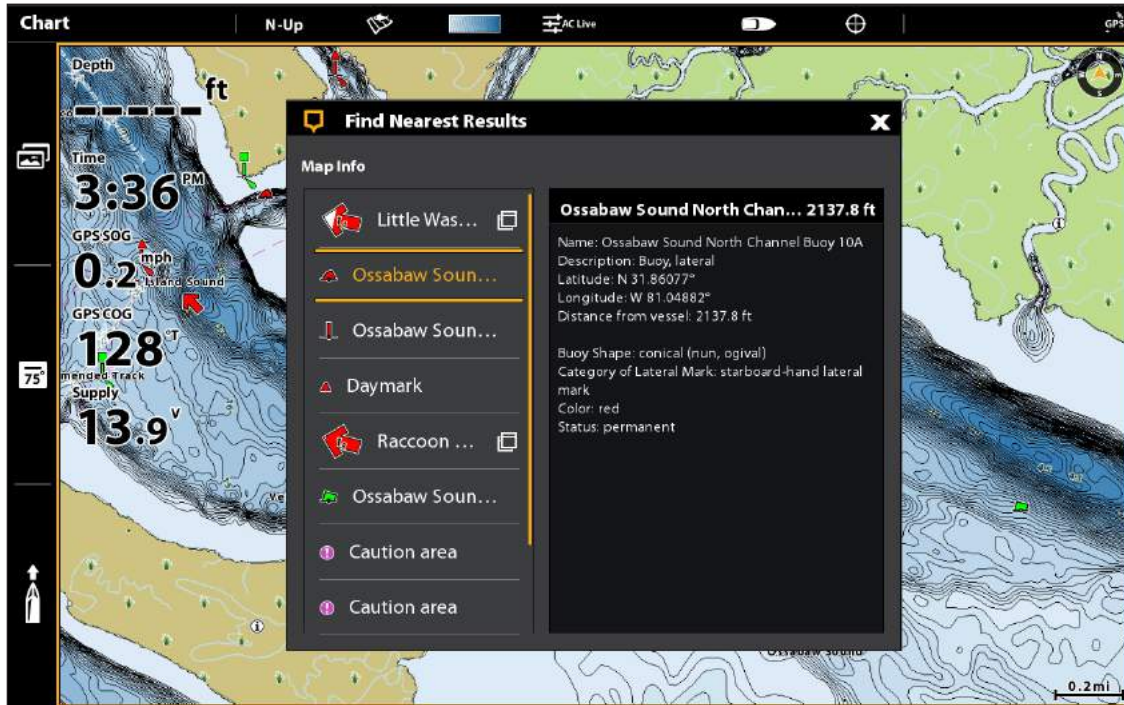 Chart
N-Up
AC Live
GPS
Depth
ft
Time
3:36 PM
GPS SOG
0.2 mph
Island Sound
GPS COG
128 °T
mended Track
Supply
13.9 V
75°
Find Nearest Results
X
Map Info
Little Was...
Ossabaw Soun...
Ossabaw Soun...
Daymark
Raccoon ...
Ossabaw Soun...
Caution area
Caution area
Ossabaw Sound North Chan... 2137.8 ft
Name: Ossabaw Sound North Channel Buoy 10A
Description: Buoy, lateral
Latitude: N 31.86077°
Longitude: W 81.04882°
Distance from vessel: 2137.8 ft
Buoy Shape: conical (nun, ogival)
Category of Lateral Mark: starboard-hand lateral
mark
Color: red
Status: permanent
Ve
Ossabaw Sound
0.2mi